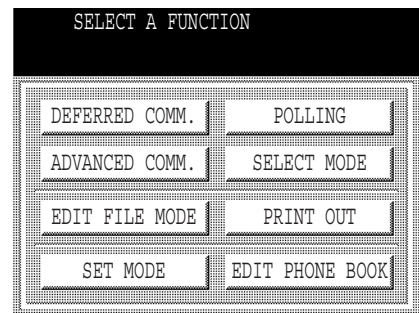 SELECT A FUNCTION
DEFERRED COMM. POLLING
ADVANCED COMM. SELECT MODE
EDIT FILE MODE PRINT OUT
SET MODE EDIT PHONE BOOK